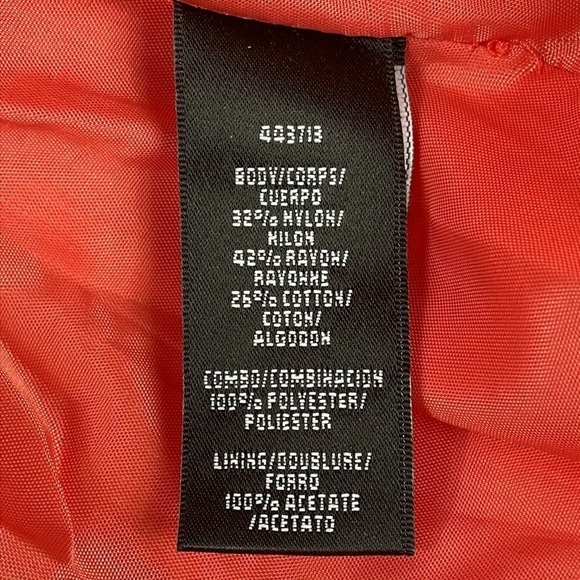 443713
BODY/CORPS/
CUERPO
32% NYLON/
NILON
42% RAYON/
RAYONNE
26% COTTON/
COTON/
ALGODON
COMBO/COMBINACION
100% POLYESTER/
POLIESTER
LINING/DOUBLURE/
FORRO
100% ACETATE
/ACETATO